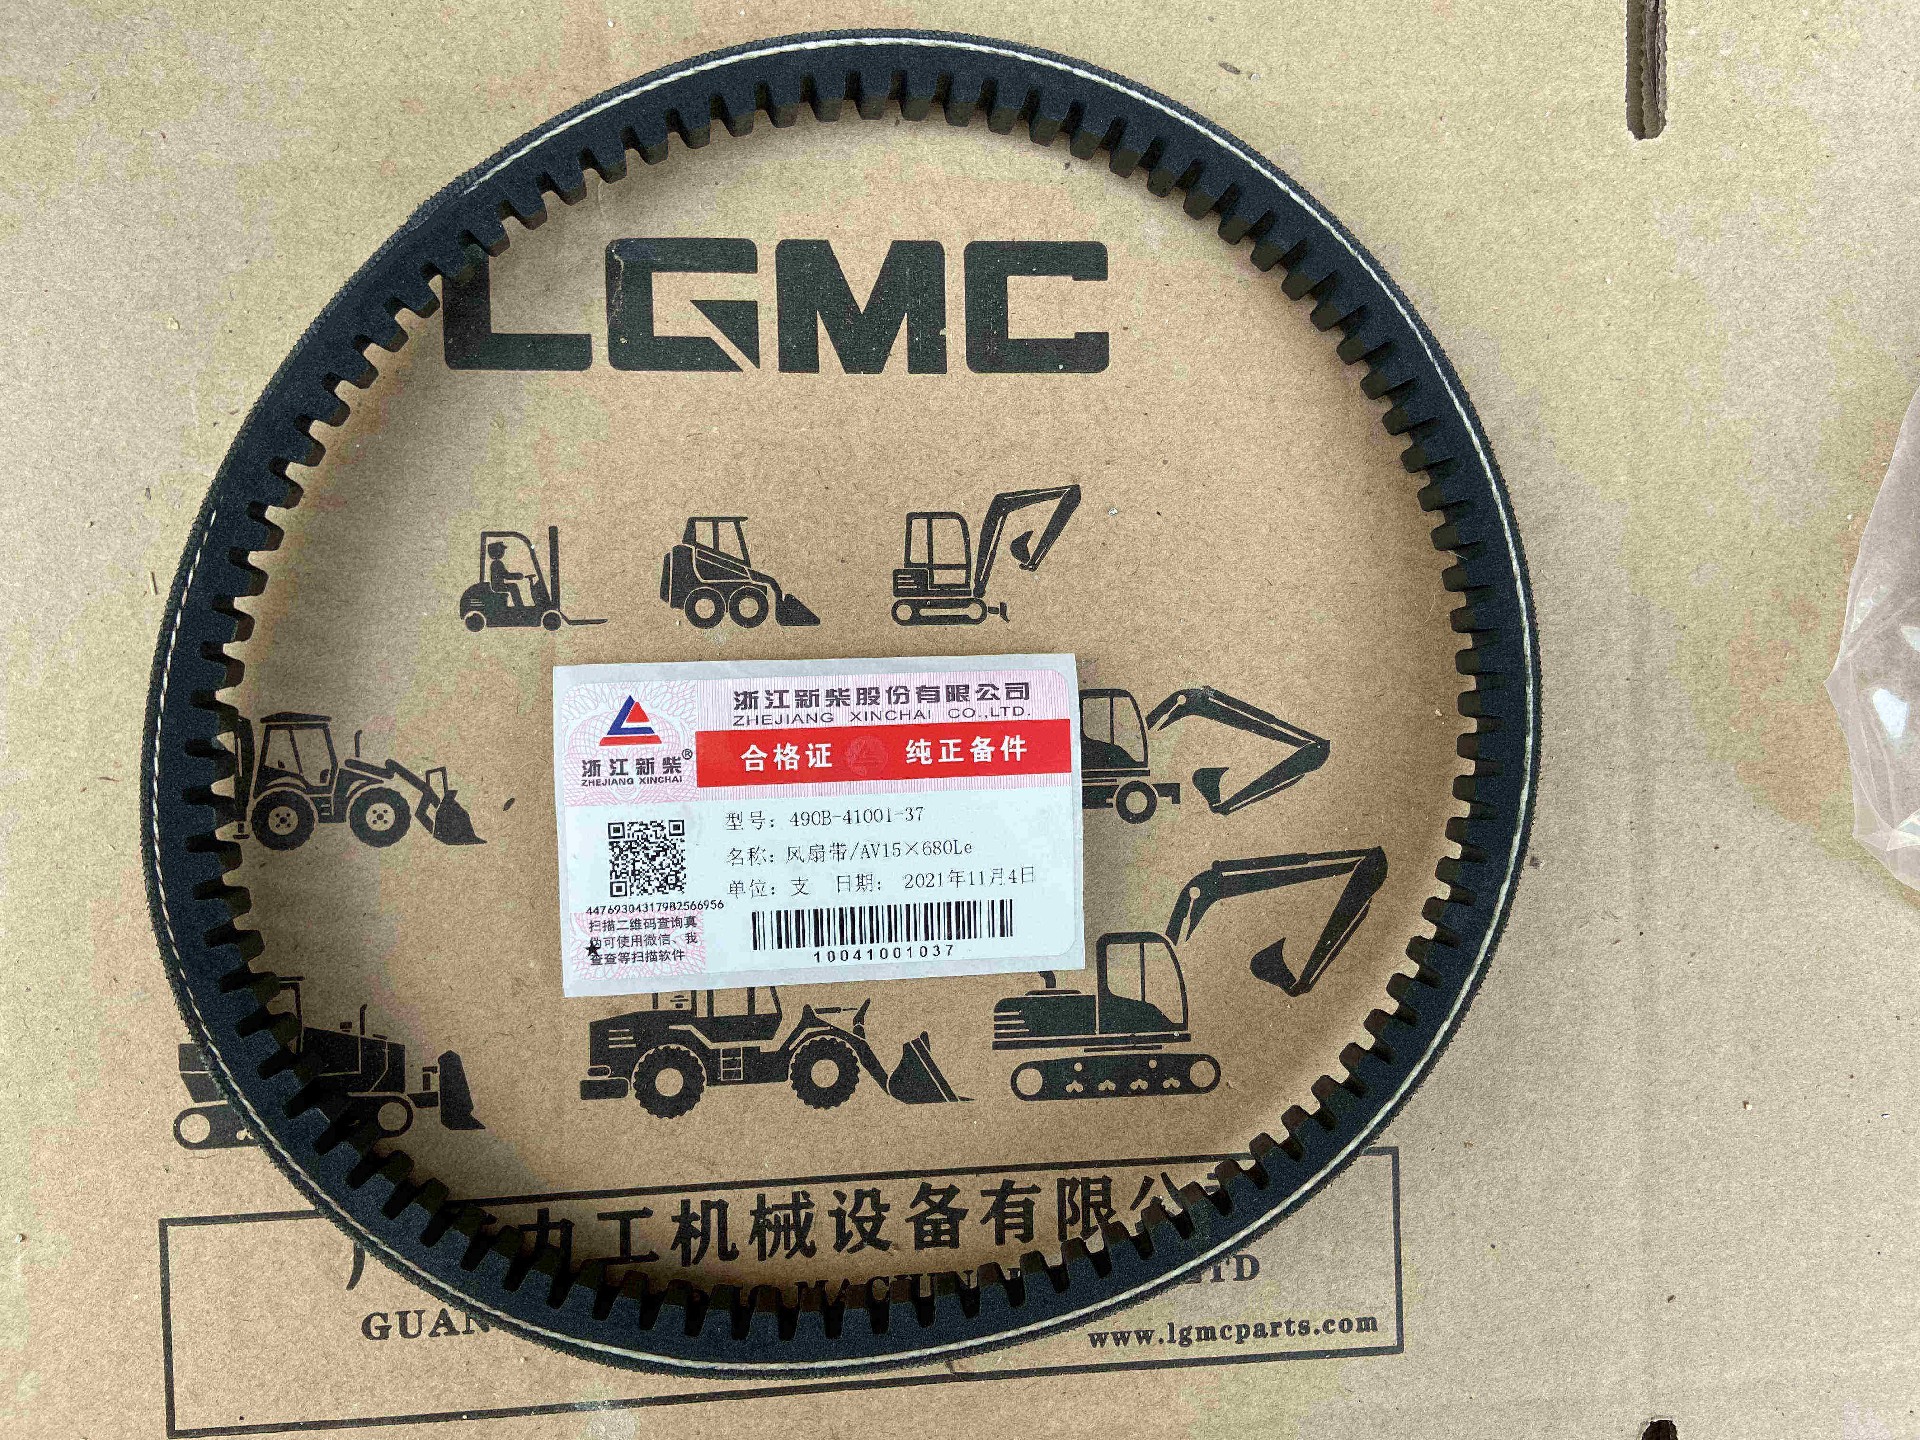 LGMC
浙江新柴股份有限公司
ZHEJIANG XINCHAI CO.,LTD.
合格证 纯正备件
浙江新柴®
ZHEJIANG XINCHAI
型号: 490B-41001-37
名称: 风扇带/AV15×680Le
单位: 支 日期: 2021年11月4日
44769304317982566956
扫描二维码查询真
伪可使用微信、我
查查等扫描软件
10041001037
力工机械设备有限公
MACHIN
LTD
GUAN
www.lgmcparts.com